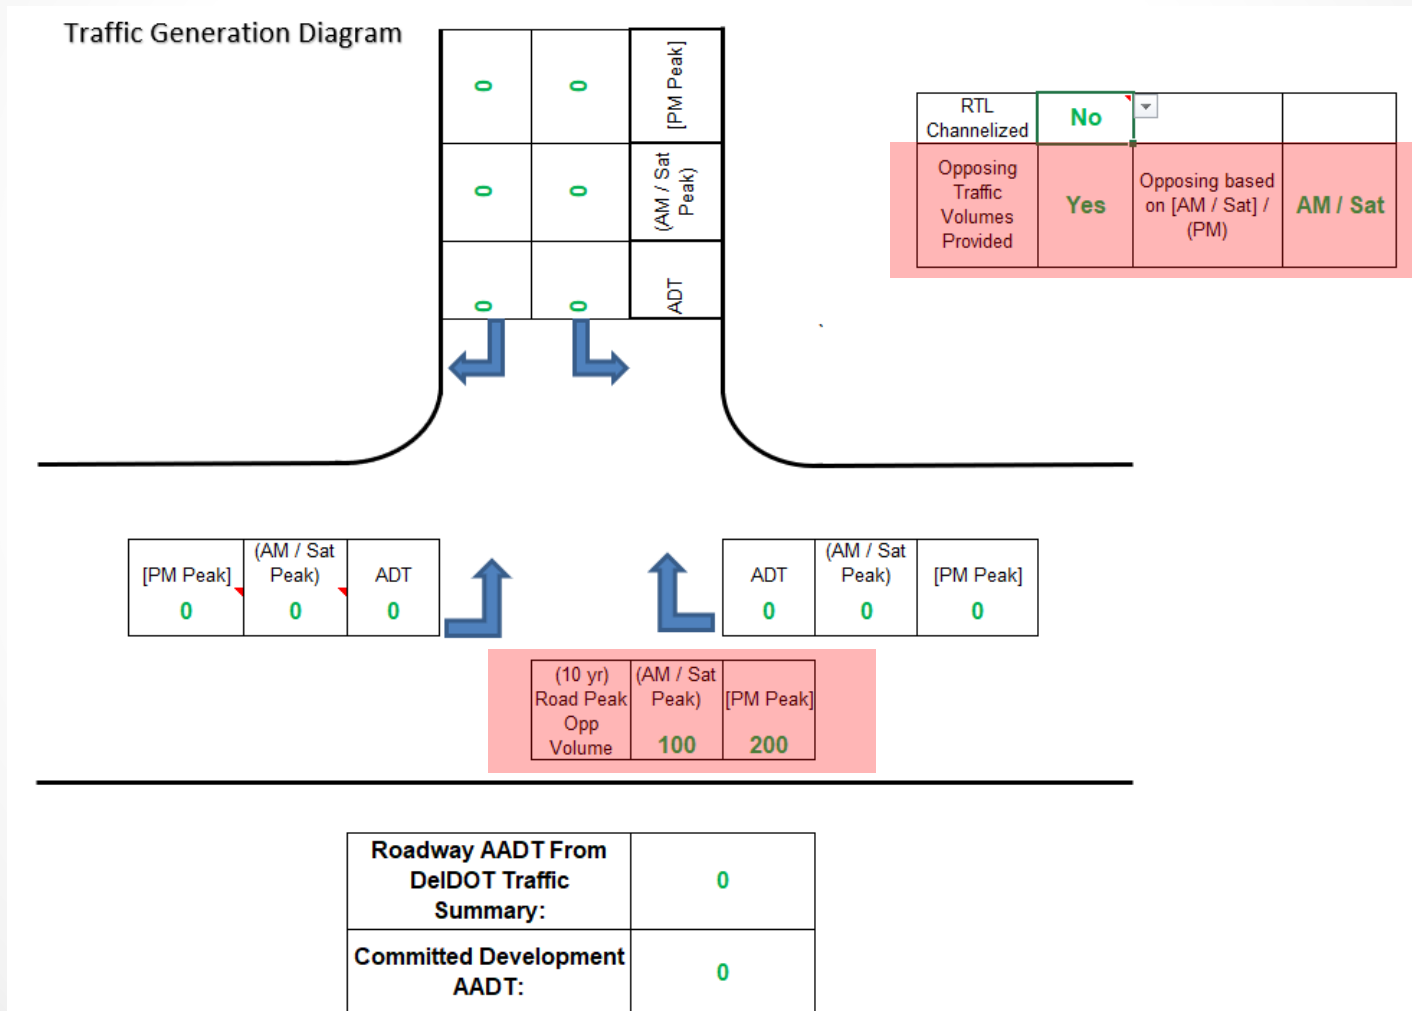 Traffic Generation Diagram
0
0
[PM Peak]
0
0
(AM / Sat
Peak)
0
0
ADT
RTL
Channelized
No
Opposing
Traffic
Volumes
Provided
Yes
Opposing based
on [AM / Sat] /
(PM)
AM / Sat
[PM Peak]
0
(AM / Sat
Peak)
0
ADT
0
ADT
0
(AM / Sat
Peak)
0
[PM Peak]
0
(10 yr)
Road Peak
Opp
Volume
(AM / Sat
Peak)
100
[PM Peak]
200
Roadway AADT From
DelDOT Traffic
Summary:
0
Committed Development
AADT:
0